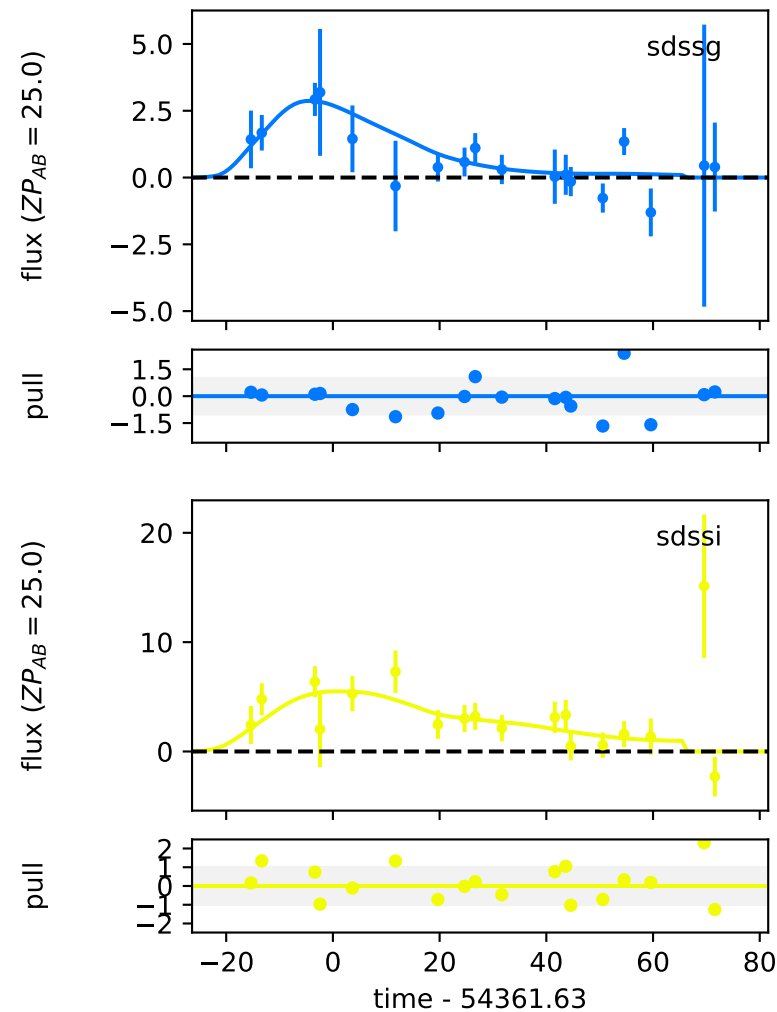 flux (ZP_AB = 25.0)
5.0
2.5
0.0
−2.5
−5.0
sdssg
pull
1.5
0.0
−1.5
flux (ZP_AB = 25.0)
20
10
0
sdssi
pull
2
1
0
−1
−2
−20 0 20 40 60 80
time - 54361.63